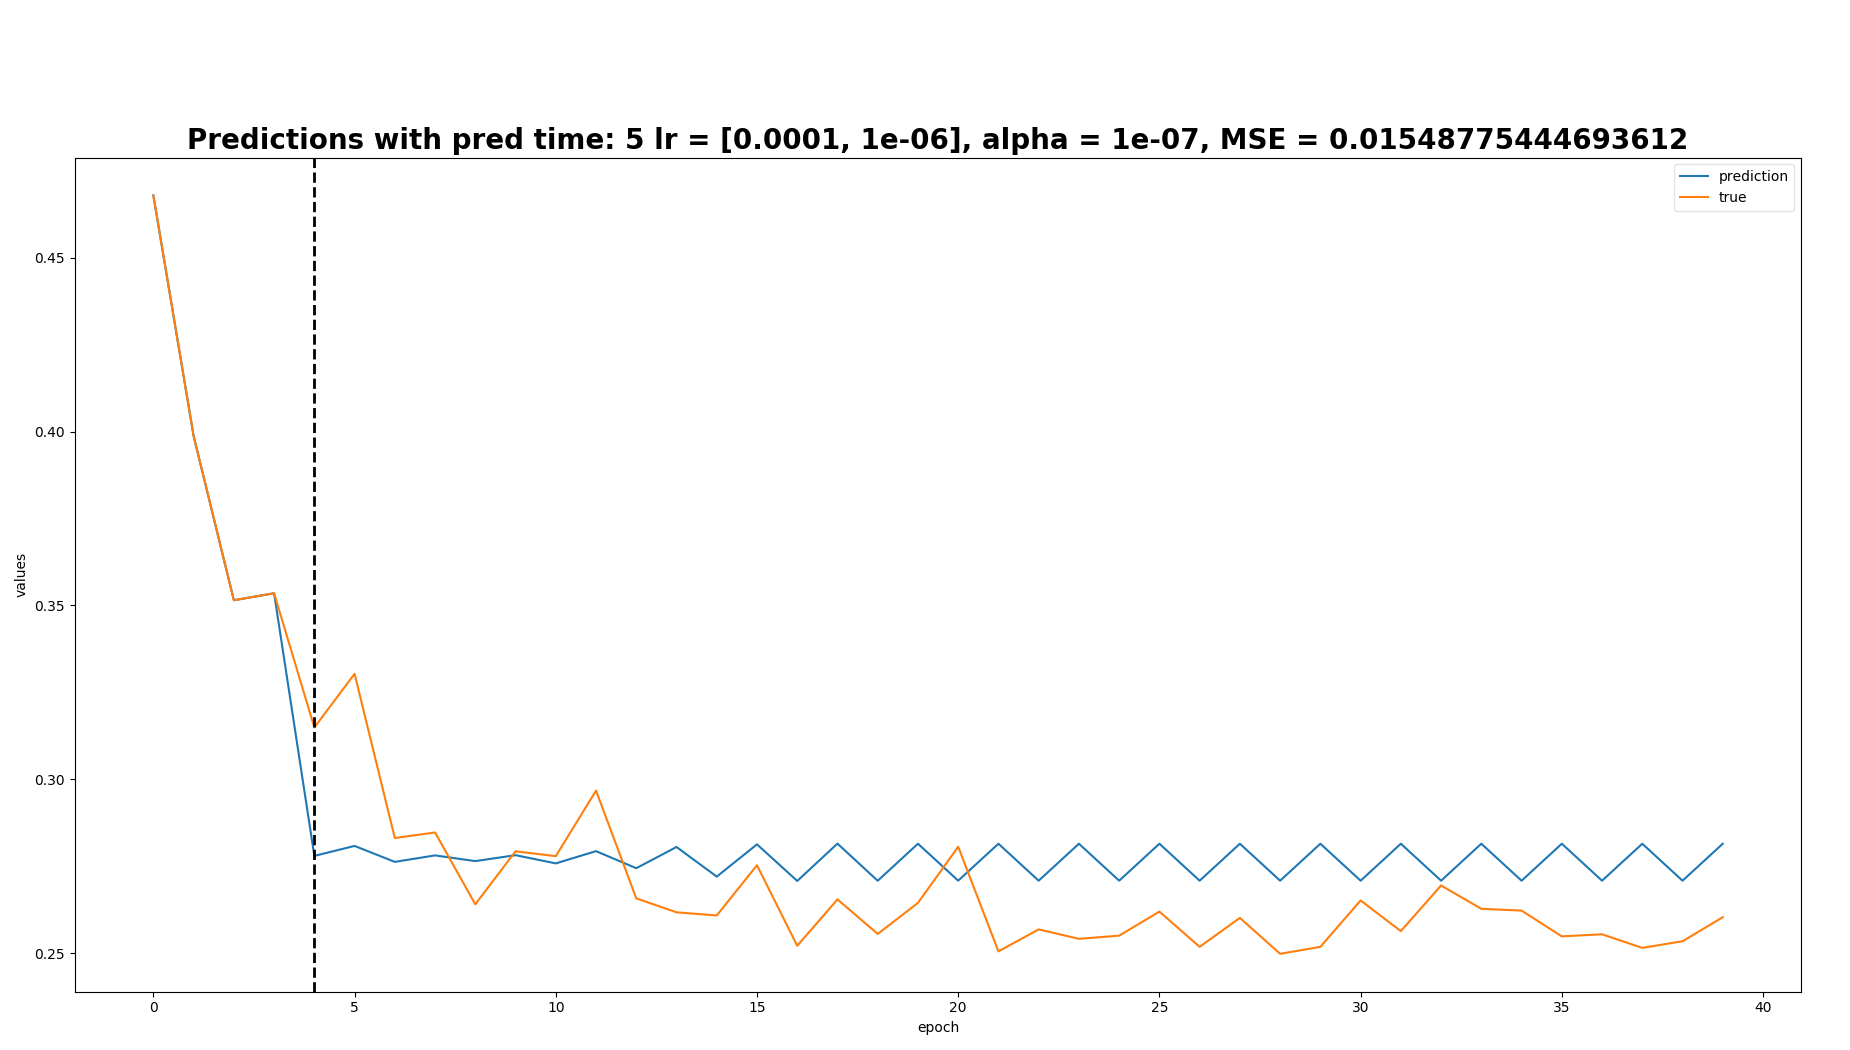 Predictions with pred time: 5 lr = [0.0001, 1e-06], alpha = 1e-07, MSE = 0.01548775444693612
prediction
true
0.45
0.40
0.35
0.30
0.25
values
0 5 10 15 20 25 30 35 40
epoch